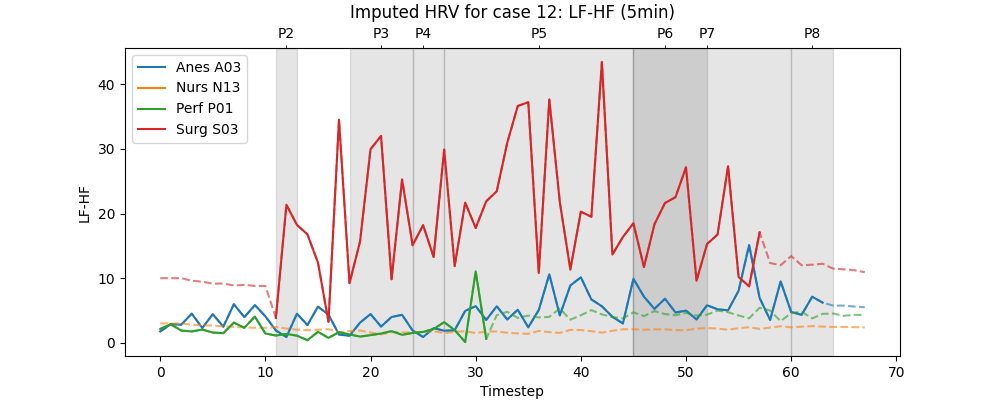 Imputed HRV for case 12: LF-HF (5min)
P2 P3 P4 P5 P6 P7 P8
Anes A03
Nurs N13
Perf P01
Surg S03
LF-HF
40
30
20
10
0
0 10 20 30 40 50 60 70
Timestep